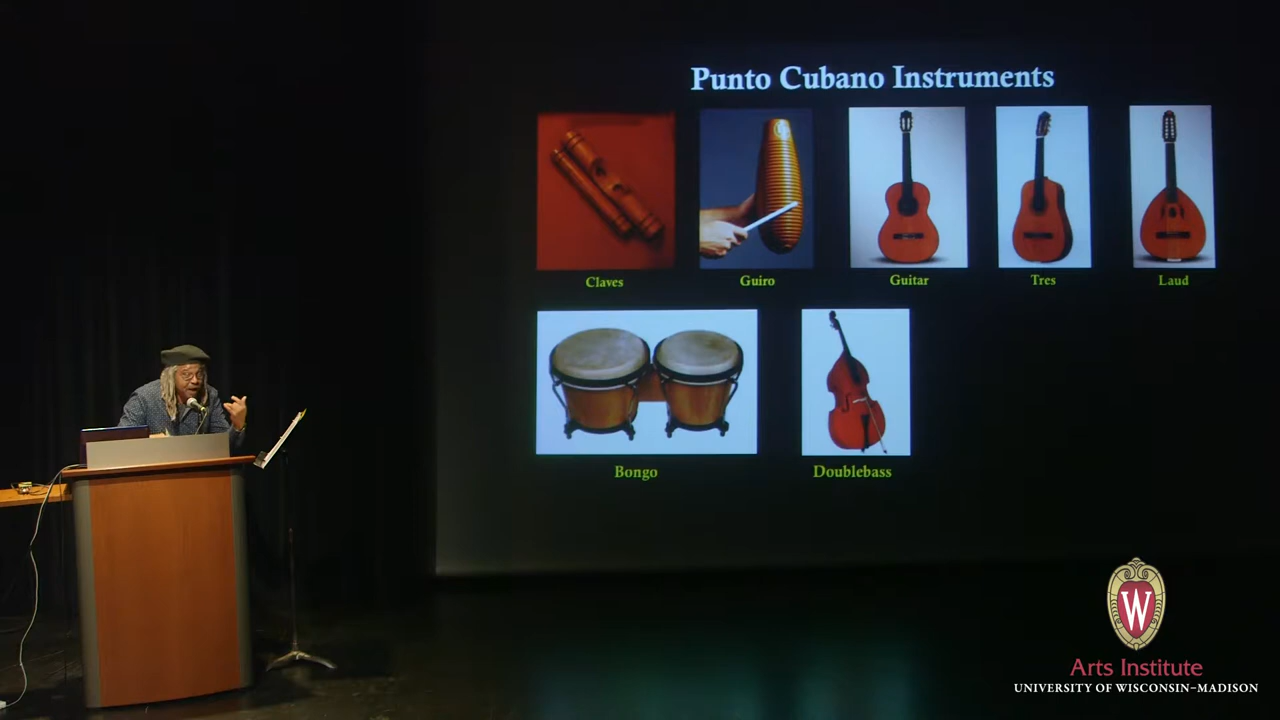 Punto Cubano Instruments
Claves
Guiro
Guitar
Tres
Laud
Bongo
Doublebass
W
Arts Institute
UNIVERSITY OF WISCONSIN–MADISON